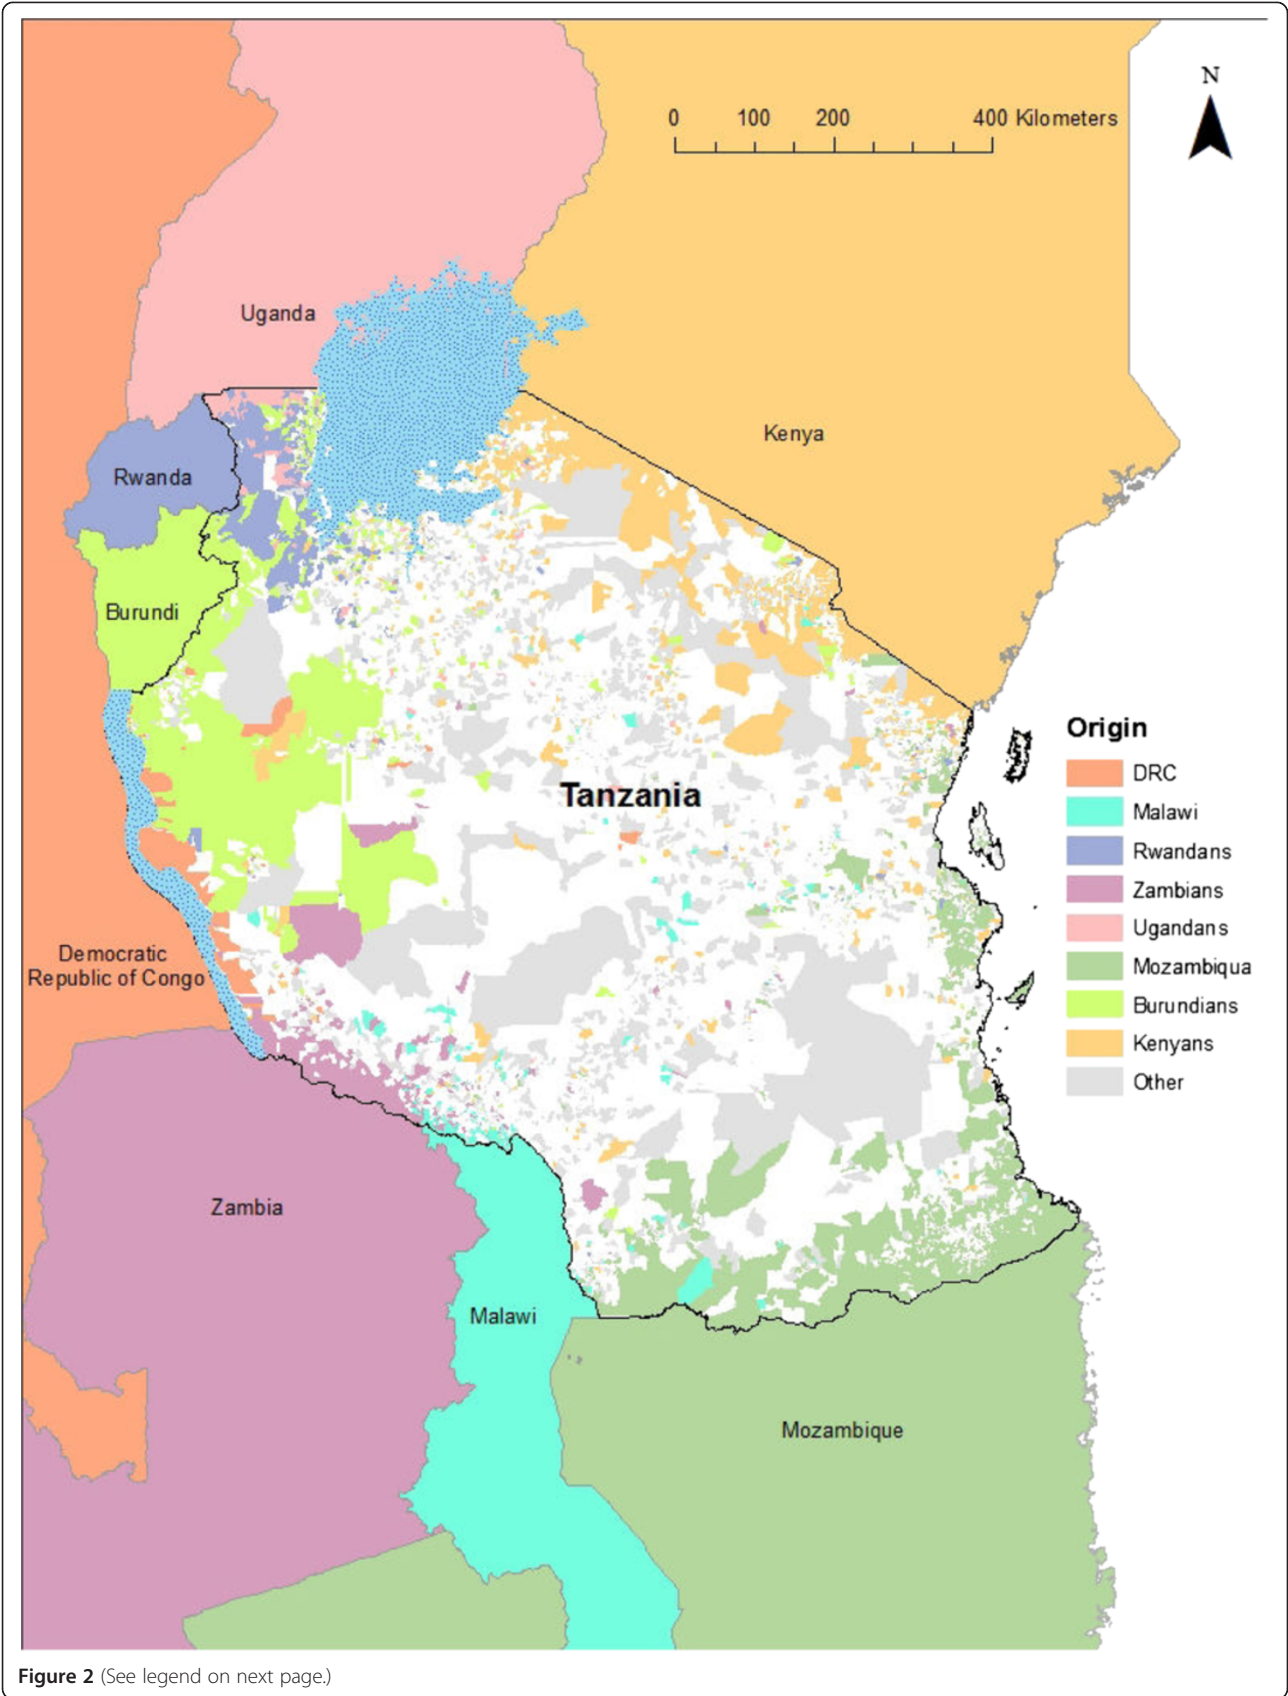 N
0 100 200 400 Kilometers
Uganda
Kenya
Rwanda
Burundi
Tanzania
Origin
DRC
Malawi
Rwandans
Zambians
Ugandans
Mozambiqua
Burundians
Kenyans
Other
Democratic
Republic of Congo
Zambia
Malawi
Mozambique
Figure 2 (See legend on next page.)